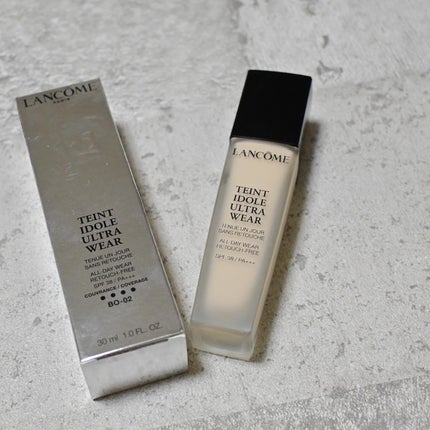 LANCÔME
PARIS
TEINT
IDOLE
ULTRA
WEAR
TENUE UN JOUR
SANS RETOUCHE
ALL DAY WEAR
RETOUCH-FREE
SPF 38 / PA+++
COUVRANCE / COVERAGE
BO-02
30 ml 1.0 FL. OZ.
LANCÔME
TEINT
IDOLE
ULTRA
WEAR
TENUE UN JOUR
SANS RETOUCHE
ALL DAY WEAR
RETOUCH-FREE
SPF 38 / PA+++